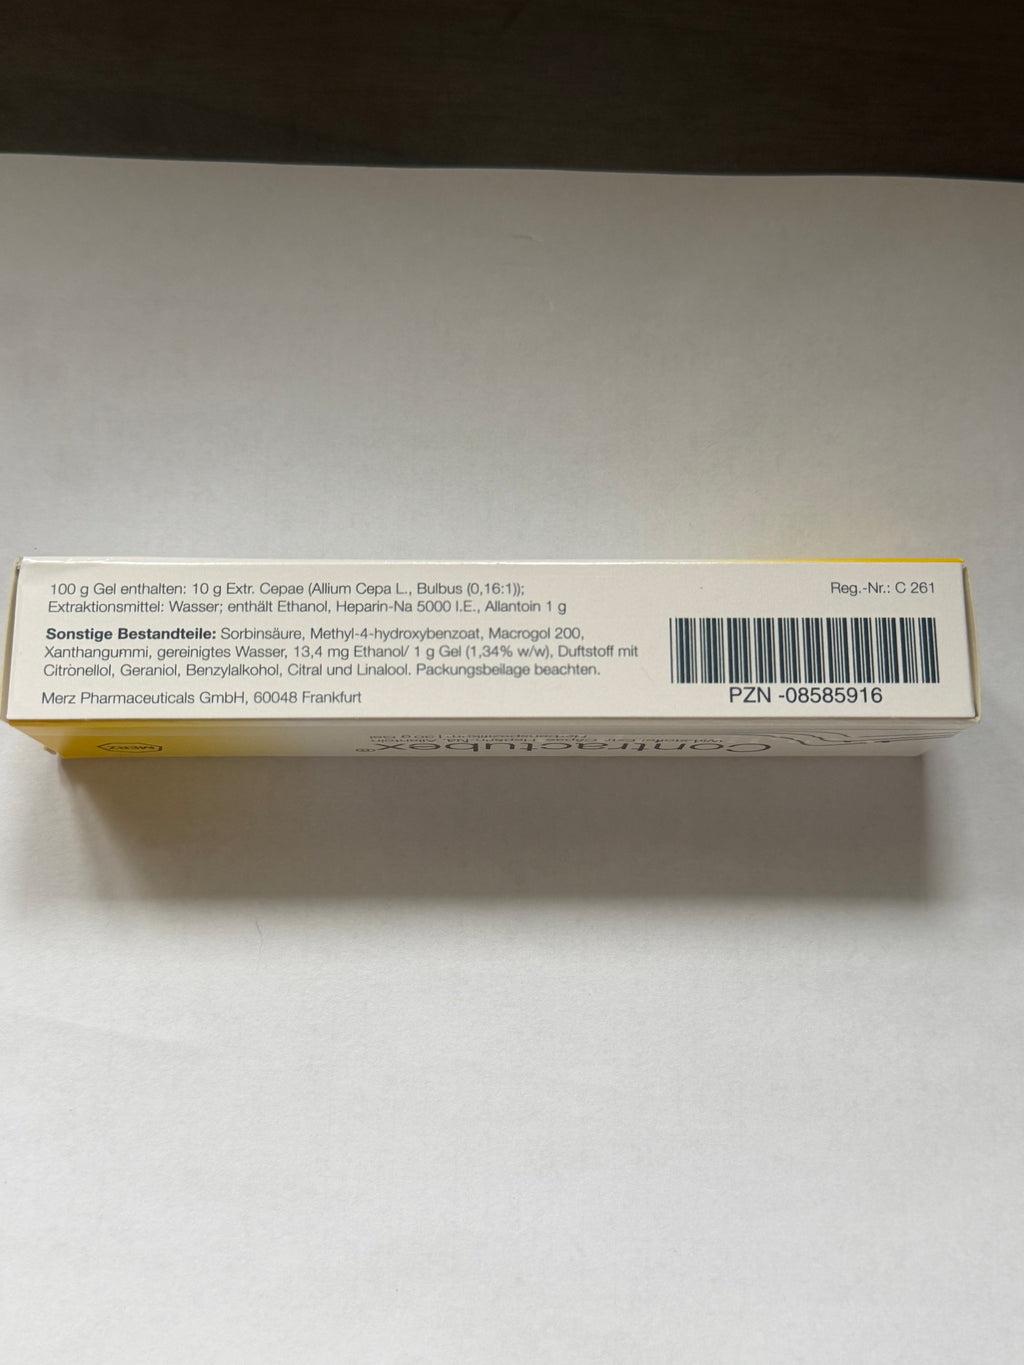 100 g Gel enthalten: 10 g Extr. Cepae (Allium Cepa L., Bulbus (0,16:1));
Extraktionsmittel: Wasser; enthält Ethanol, Heparin-Na 5000 I.E., Allantoin 1 g
Sonstige Bestandteile: Sorbinsäure, Methyl-4-hydroxybenzoat, Macrogol 200,
Xanthangummi, gereinigtes Wasser, 13,4 mg Ethanol/ 1 g Gel (1,34% w/w), Duftstoff mit
Citronellol, Geraniol, Benzylalkohol, Citral und Linalool. Packungsbeilage beachten.
Merz Pharmaceuticals GmbH, 60048 Frankfurt
Reg.-Nr.: C 261
PZN -08585916
MERZ
Contractubex®